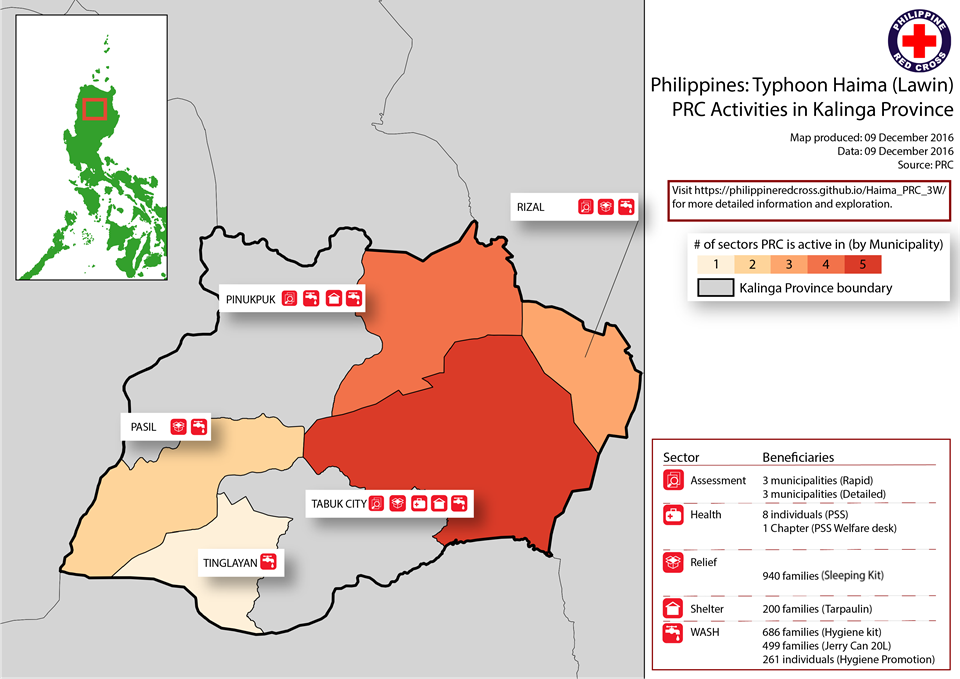 PHILIPPINE
RED CROSS
Philippines: Typhoon Haima (Lawin)
PRC Activities in Kalinga Province
Map produced: 09 December 2016
Data: 09 December 2016
Source: PRC
Visit https://philippineredcross.github.io/Haima_PRC_3W/
for more detailed information and exploration.
# of sectors PRC is active in (by Municipality)
1 2 3 4 5
Kalinga Province boundary
RIZAL
PINUKPUK
PASIL
TABUK CITY
TINGLAYAN
Sector Beneficiaries
Assessment 3 municipalities (Rapid)
3 municipalities (Detailed)
Health 8 individuals (PSS)
1 Chapter (PSS Welfare desk)
Relief
940 families (Sleeping Kit)
Shelter 200 families (Tarpaulin)
WASH 686 families (Hygiene kit)
499 families (Jerry Can 20L)
261 individuals (Hygiene Promotion)